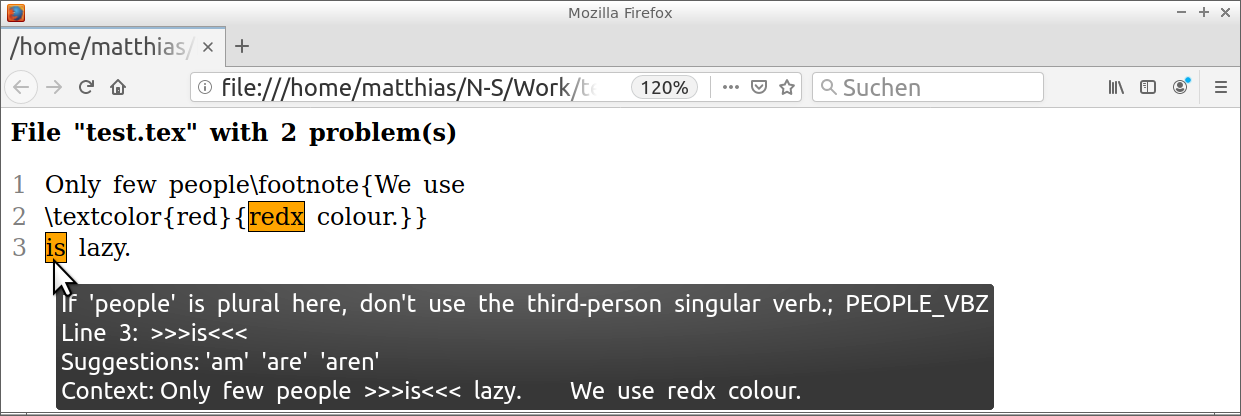 Mozilla Firefox
/home/matthias/
file:///home/matthias/N-S/Work/te
120%
Suchen
File "test.tex" with 2 problem(s)
1 Only few people\footnote{We use
2 \textcolor{red}{redx colour.}}
3 is lazy.
If 'people' is plural here, don't use the third-person singular verb.; PEOPLE_VBZ
Line 3: >>>is<<<
Suggestions: 'am' 'are' 'aren'
Context: Only few people >>>is<<< lazy. We use redx colour.